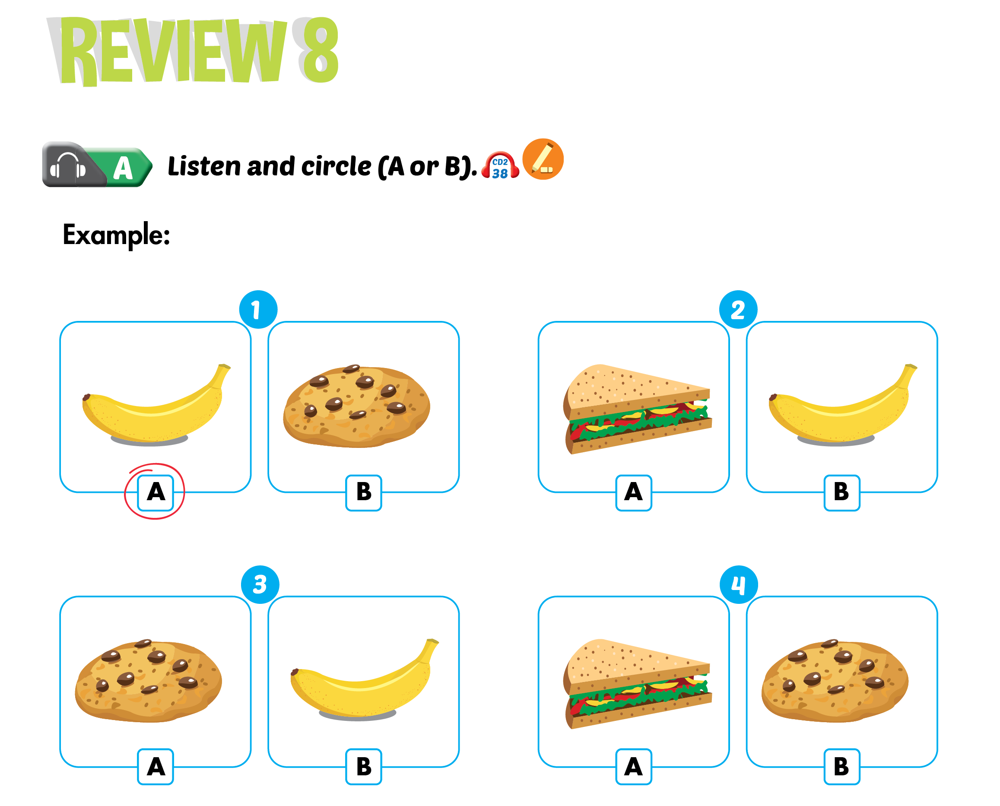 REVIEW 8
A Listen and circle (A or B). CD2 38
Example:
1
2
A
B
A
B
3
4
A
B
A
B